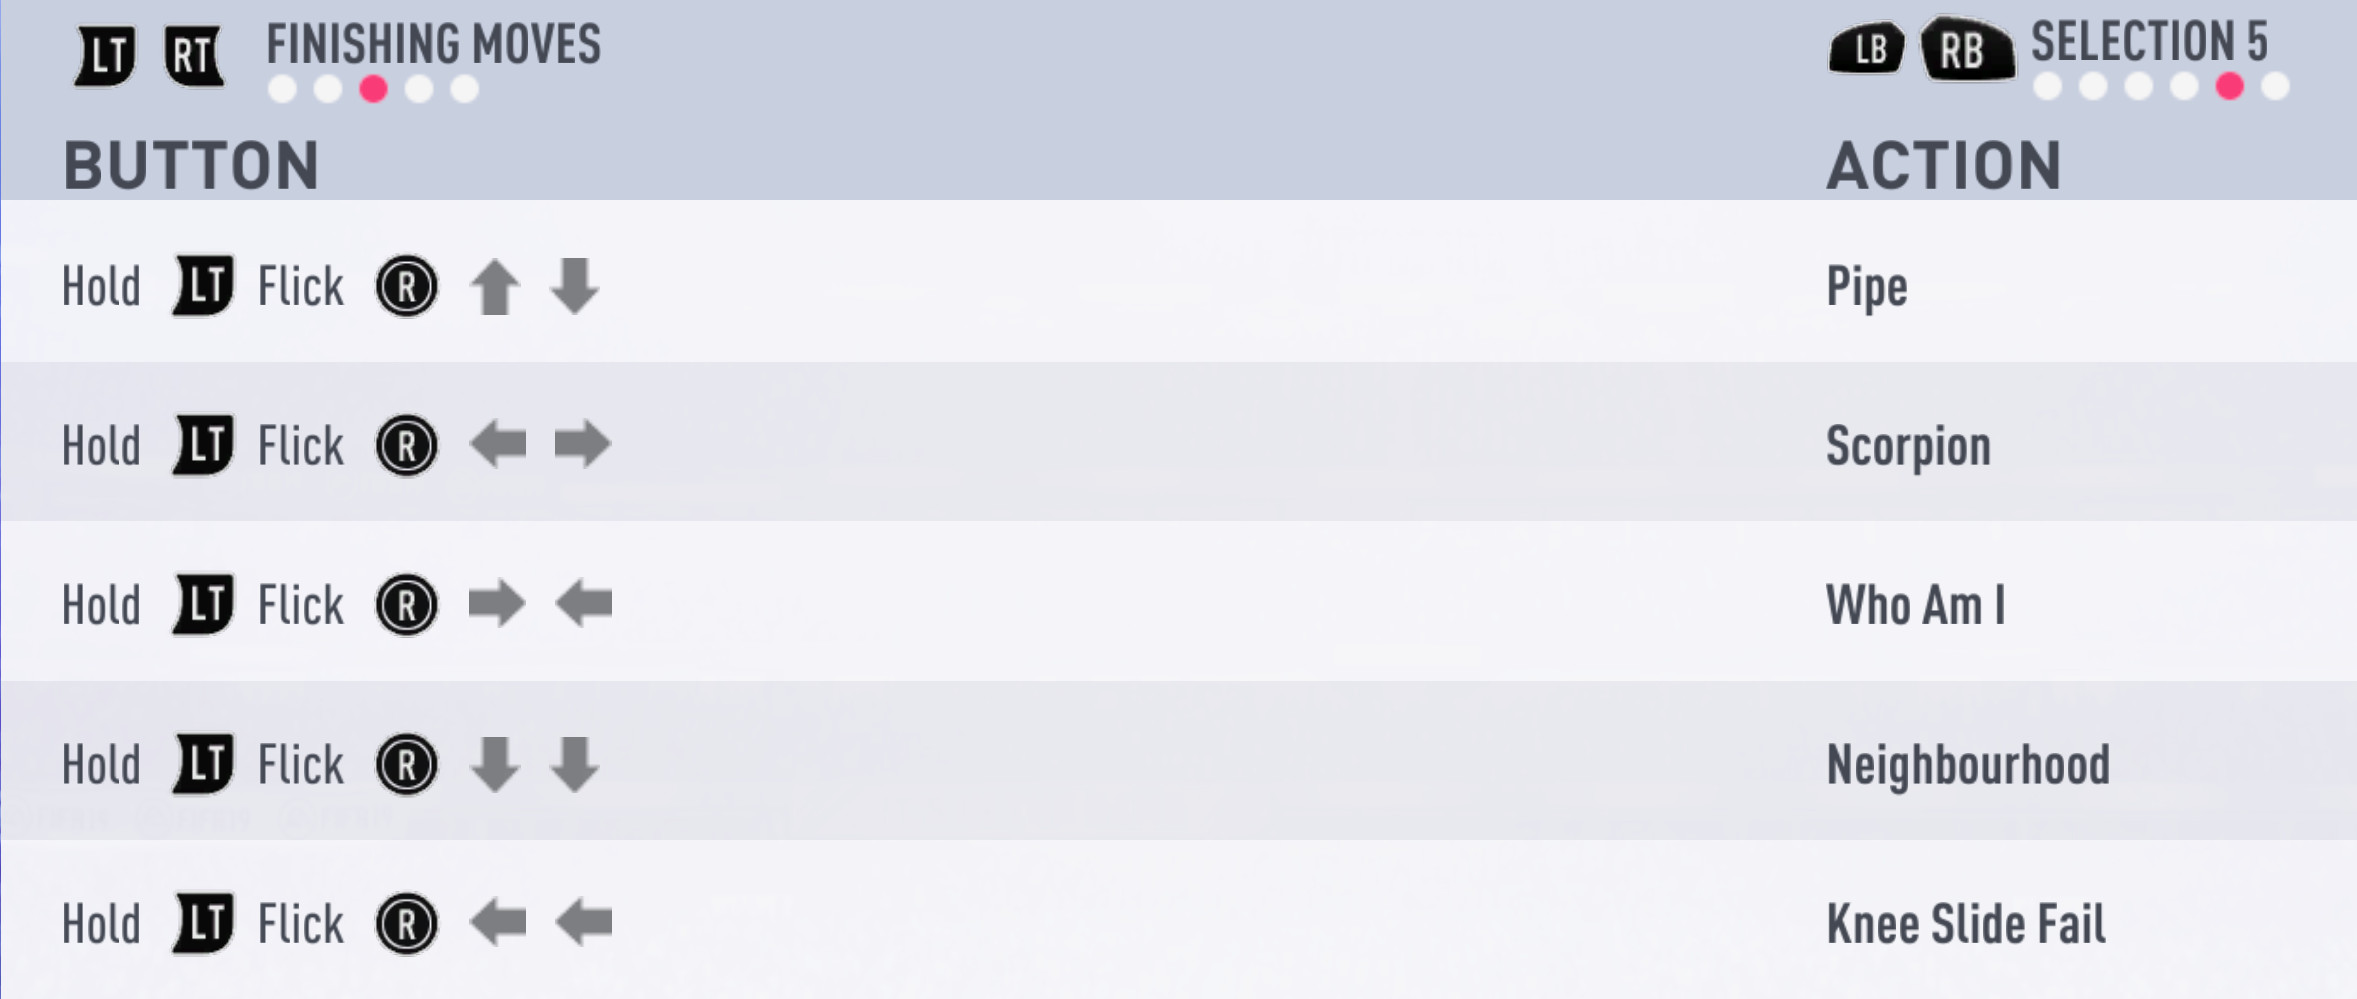 LT RT FINISHING MOVES
LB RB SELECTION 5
BUTTON ACTION
Hold LT Flick R Pipe
Hold LT Flick R Scorpion
Hold LT Flick R Who Am I
Hold LT Flick R Neighbourhood
Hold LT Flick R Knee Slide Fail